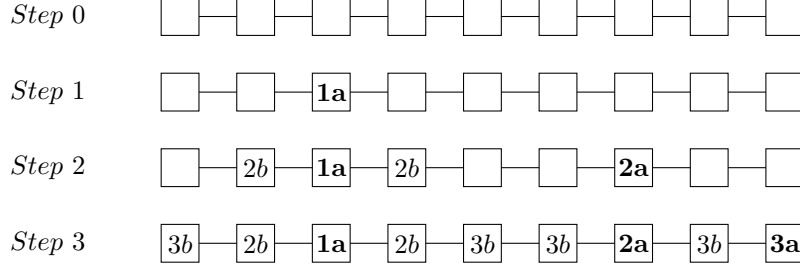 Step 0
Step 1 1a
Step 2 2b 1a 2b 2a
Step 3 3b 2b 1a 2b 3b 3b 2a 3b 3a